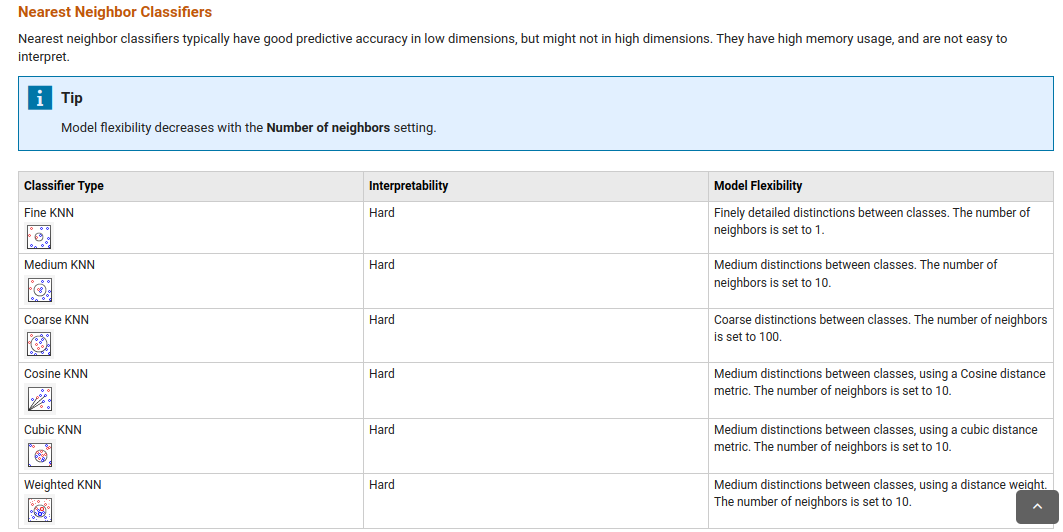 Nearest Neighbor Classifiers
Nearest neighbor classifiers typically have good predictive accuracy in low dimensions, but might not in high dimensions. They have high memory usage, and are not easy to
interpret.
i Tip
Model flexibility decreases with the Number of neighbors setting.
Classifier Type Interpretability Model Flexibility
Fine KNN Hard Finely detailed distinctions between classes. The number of
neighbors is set to 1.
Medium KNN Hard Medium distinctions between classes. The number of
neighbors is set to 10.
Coarse KNN Hard Coarse distinctions between classes. The number of neighbors
is set to 100.
Cosine KNN Hard Medium distinctions between classes, using a Cosine distance
metric. The number of neighbors is set to 10.
Cubic KNN Hard Medium distinctions between classes, using a cubic distance
metric. The number of neighbors is set to 10.
Weighted KNN Hard Medium distinctions between classes, using a distance weight.
The number of neighbors is set to 10.